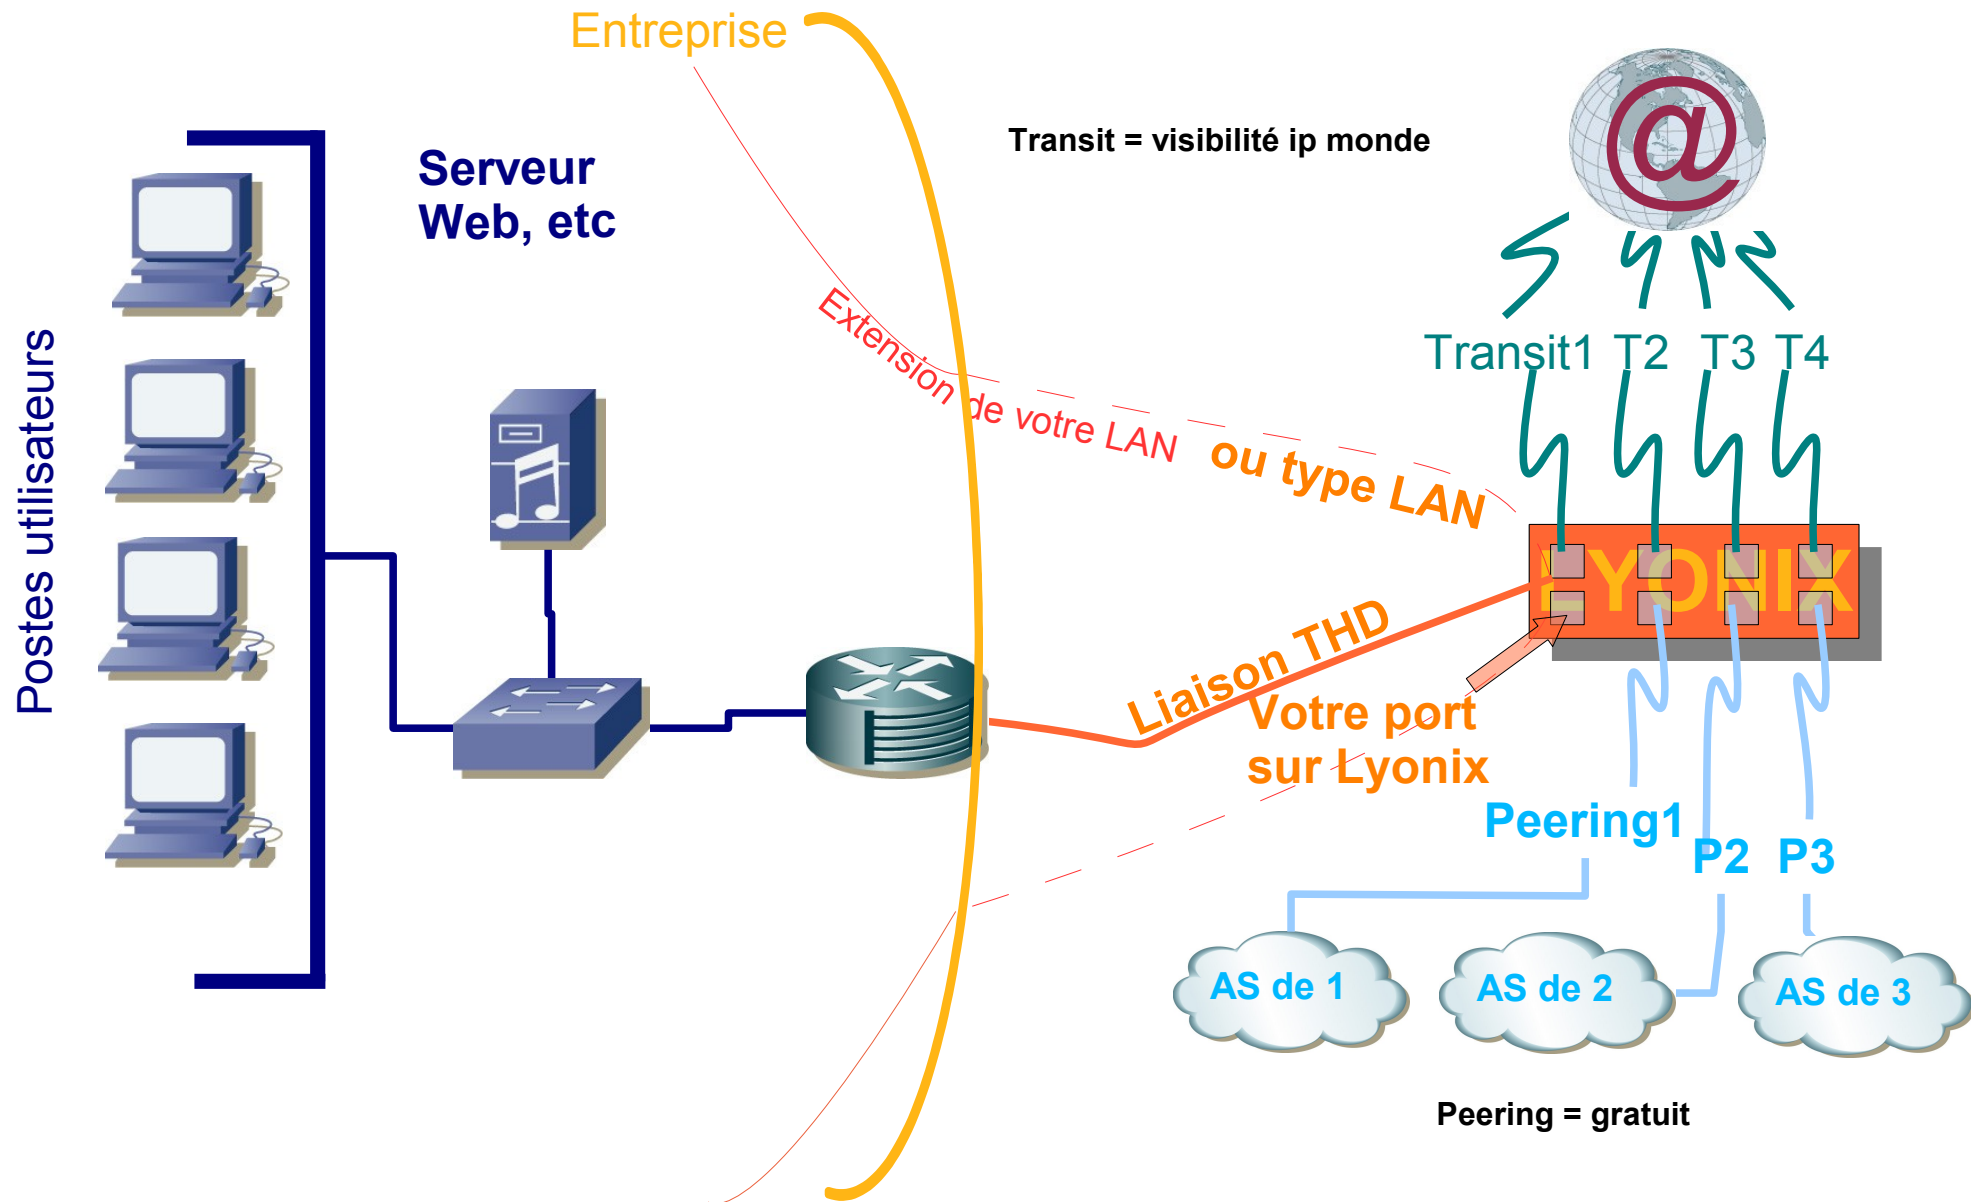 Entreprise
Transit = visibilité ip monde
@
Serveur
Web, etc
Postes utilisateurs
Extension de votre LAN
ou type LAN
Transit1 T2 T3 T4
LYONIX
Liaison THD
Votre port
sur Lyonix
Peering1
P2 P3
AS de 1
AS de 2
AS de 3
Peering = gratuit